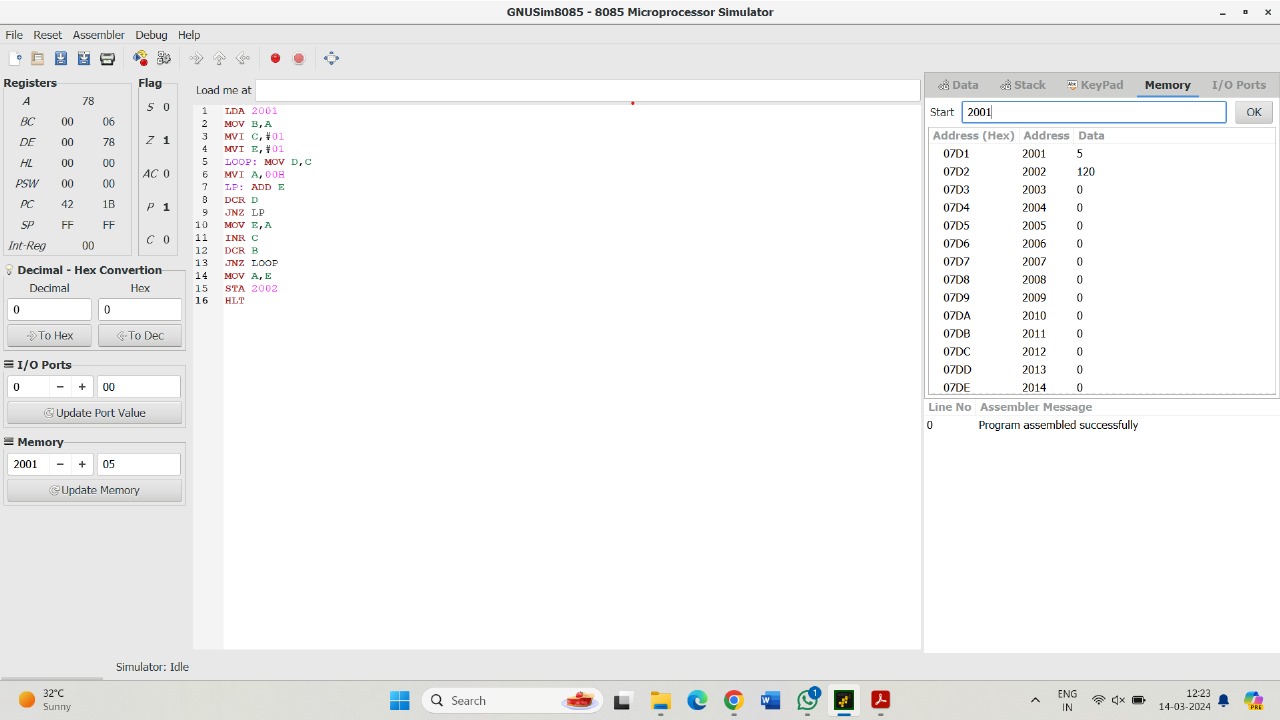 GNUSim8085 - 8085 Microprocessor Simulator
File Reset Assembler Debug Help
Registers
A 78
BC 00 06
DE 00 78
HL 00 00
PSW 00 00
PC 42 1B
SP FF FF
Int-Reg 00
Flag
S 0
Z 1
AC 0
P 1
C 0
Decimal - Hex Convertion
Decimal Hex
0 0
To Hex To Dec
I/O Ports
0 − + 00
Update Port Value
Memory
2001 − + 05
Update Memory
Load me at
1 LDA 2001
2 MOV B,A
3 MVI C,#01
4 MVI E,#01
5 LOOP: MOV D,C
6 MVI A,00H
7 LP: ADD E
8 DCR D
9 JNZ LP
10 MOV E,A
11 INR C
12 DCR B
13 JNZ LOOP
14 MOV A,E
15 STA 2002
16 HLT
Data Stack KeyPad Memory I/O Ports
Start 2001 OK
Address (Hex) Address Data
07D1 2001 5
07D2 2002 120
07D3 2003 0
07D4 2004 0
07D5 2005 0
07D6 2006 0
07D7 2007 0
07D8 2008 0
07D9 2009 0
07DA 2010 0
07DB 2011 0
07DC 2012 0
07DD 2013 0
07DE 2014 0
Line No Assembler Message
0 Program assembled successfully
Simulator: Idle
32°C
Sunny
Search
1
ENG
IN
12:23
14-03-2024
PRE